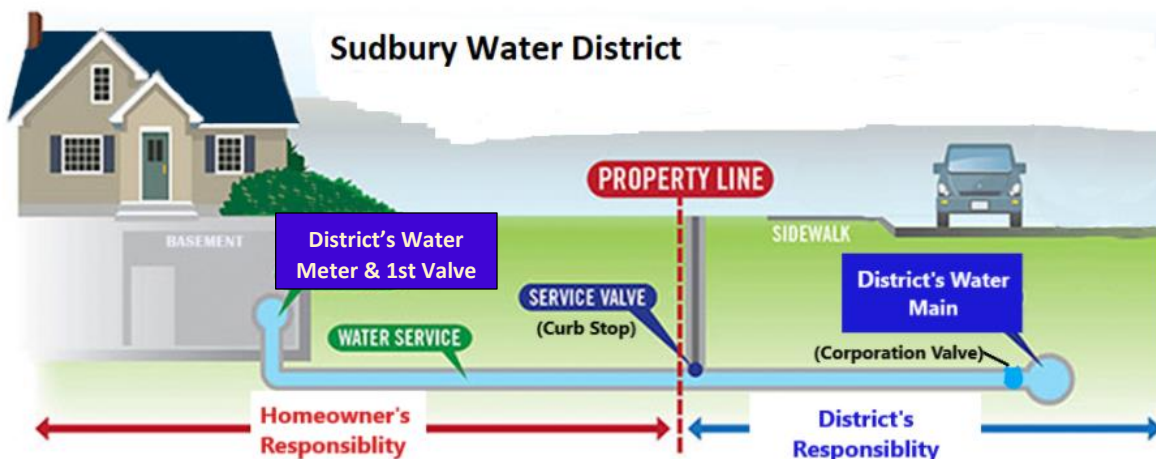 Sudbury Water District
PROPERTY LINE
BASEMENT
District's Water
Meter & 1st Valve
SIDEWALK
District's Water
Main
SERVICE VALVE
(Curb Stop)
WATER SERVICE
(Corporation Valve)
Homeowner's
Responsiblity
District's
Responsiblity